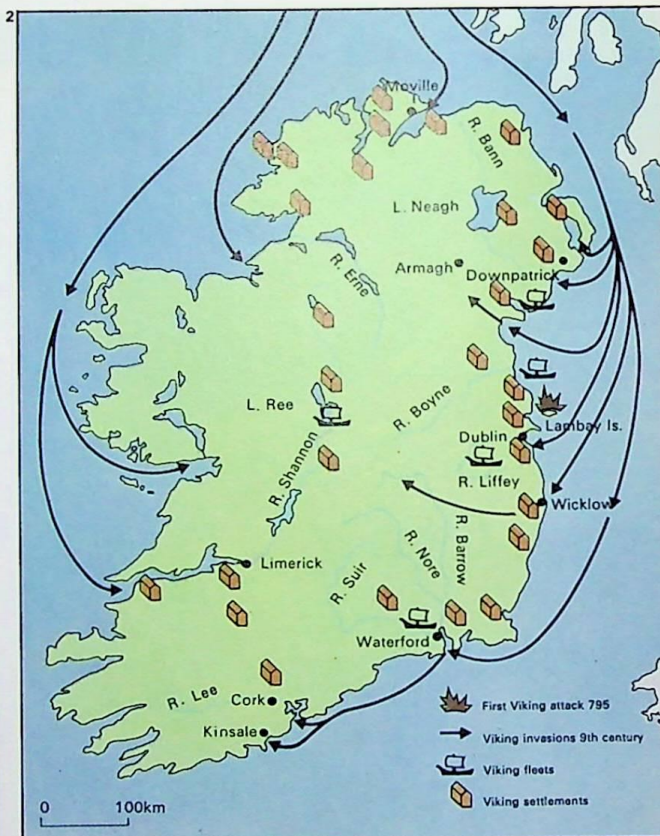 2
Moville
R. Bann
L. Neagh
R. Erne
Armagh
Downpatrick
L. Ree
R. Boyne
Lambay Is.
Dublin
R. Shannon
R. Liffey
Wicklow
R. Barrow
R. Nore
Limerick
R. Suir
Waterford
R. Lee
Cork
Kinsale
First Viking attack 795
Viking invasions 9th century
Viking fleets
Viking settlements
0 100km